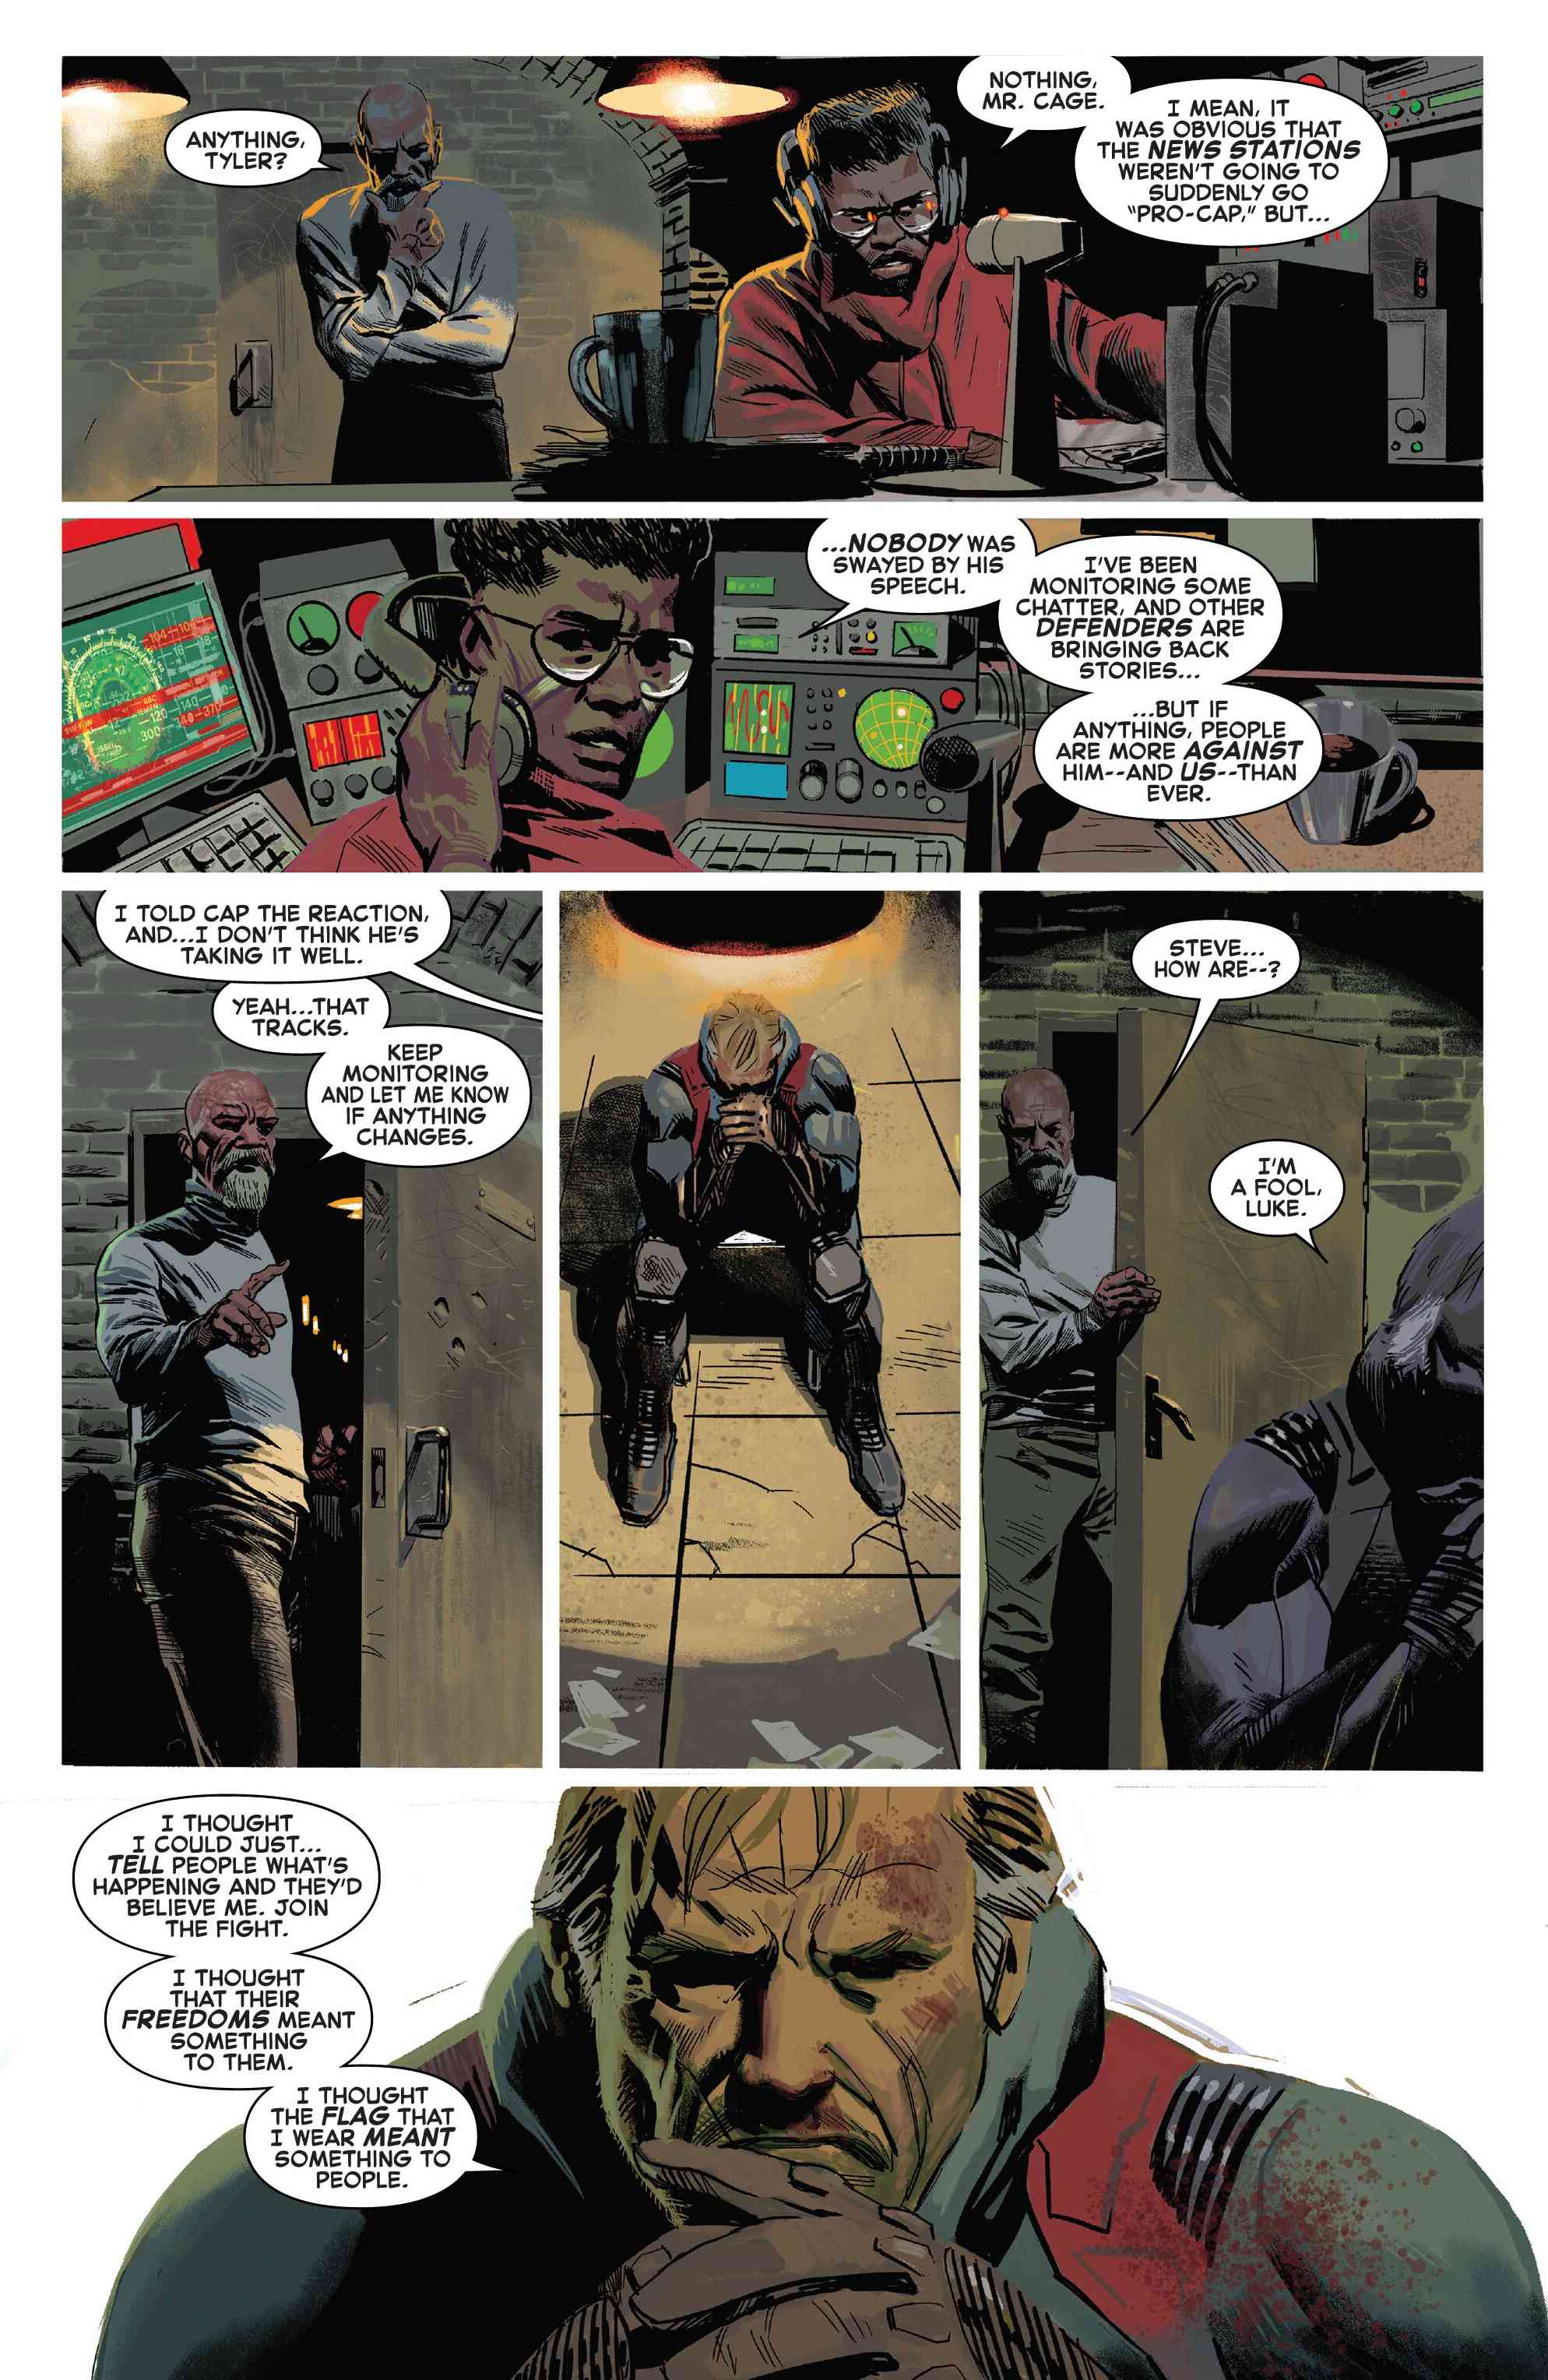 ANYTHING,
TYLER?
NOTHING,
MR. CAGE.
I MEAN, IT
WAS OBVIOUS THAT
THE NEWS STATIONS
WEREN'T GOING TO
SUDDENLY GO
"PRO-CAP," BUT...
...NOBODY WAS
SWAYED BY HIS
SPEECH.
I'VE BEEN
MONITORING SOME
CHATTER, AND OTHER
DEFENDERS ARE
BRINGING BACK
STORIES...
...BUT IF
ANYTHING, PEOPLE
ARE MORE AGAINST
HIM--AND US--THAN
EVER.
I TOLD CAP THE REACTION,
AND...I DON'T THINK HE'S
TAKING IT WELL.
YEAH...THAT
TRACKS.
KEEP
MONITORING
AND LET ME KNOW
IF ANYTHING
CHANGES.
STEVE...
HOW ARE--?
I'M
A FOOL,
LUKE.
I THOUGHT
I COULD JUST...
TELL PEOPLE WHAT'S
HAPPENING AND THEY'D
BELIEVE ME. JOIN
THE FIGHT.
I THOUGHT
THAT THEIR
FREEDOMS MEANT
SOMETHING
TO THEM.
I THOUGHT
THE FLAG THAT
I WEAR MEANT
SOMETHING TO
PEOPLE.